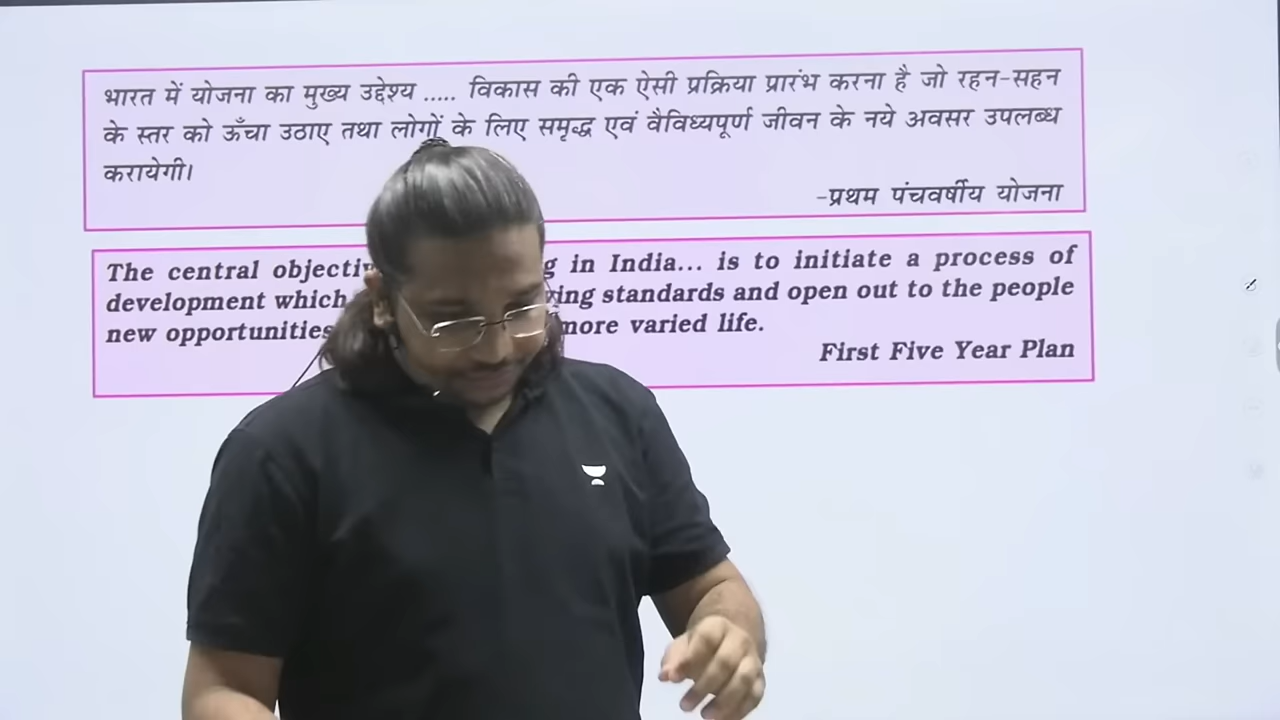 भारत में योजना का मुख्य उद्देश्य ..... विकास की एक ऐसी प्रक्रिया प्रारंभ करना है जो रहन-सहन
के स्तर को ऊँचा उठाए तथा लोगों के लिए समृद्ध एवं वैविध्यपूर्ण जीवन के नये अवसर उपलब्ध
करायेगी।
-प्रथम पंचवर्षीय योजना
The central in India... is to initiate a process of
development which standards and open out to the people
new opportunities more varied life.
First Five Year Plan